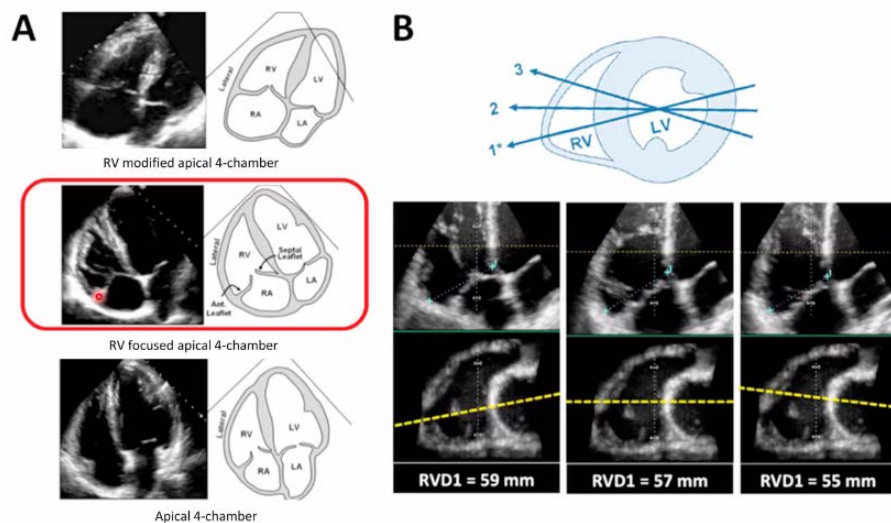 A
Lateral
RV
LV
RA
LA
RV modified apical 4-chamber
LV
RV
Septal
Leaflet
LA
RA
Ant.
Leaflet
RV focused apical 4-chamber
Lateral
RV
LV
RA
LA
Apical 4-chamber
B
3
2
1*
RV
LV
RVD1 = 59 mm
RVD1 = 57 mm
RVD1 = 55 mm